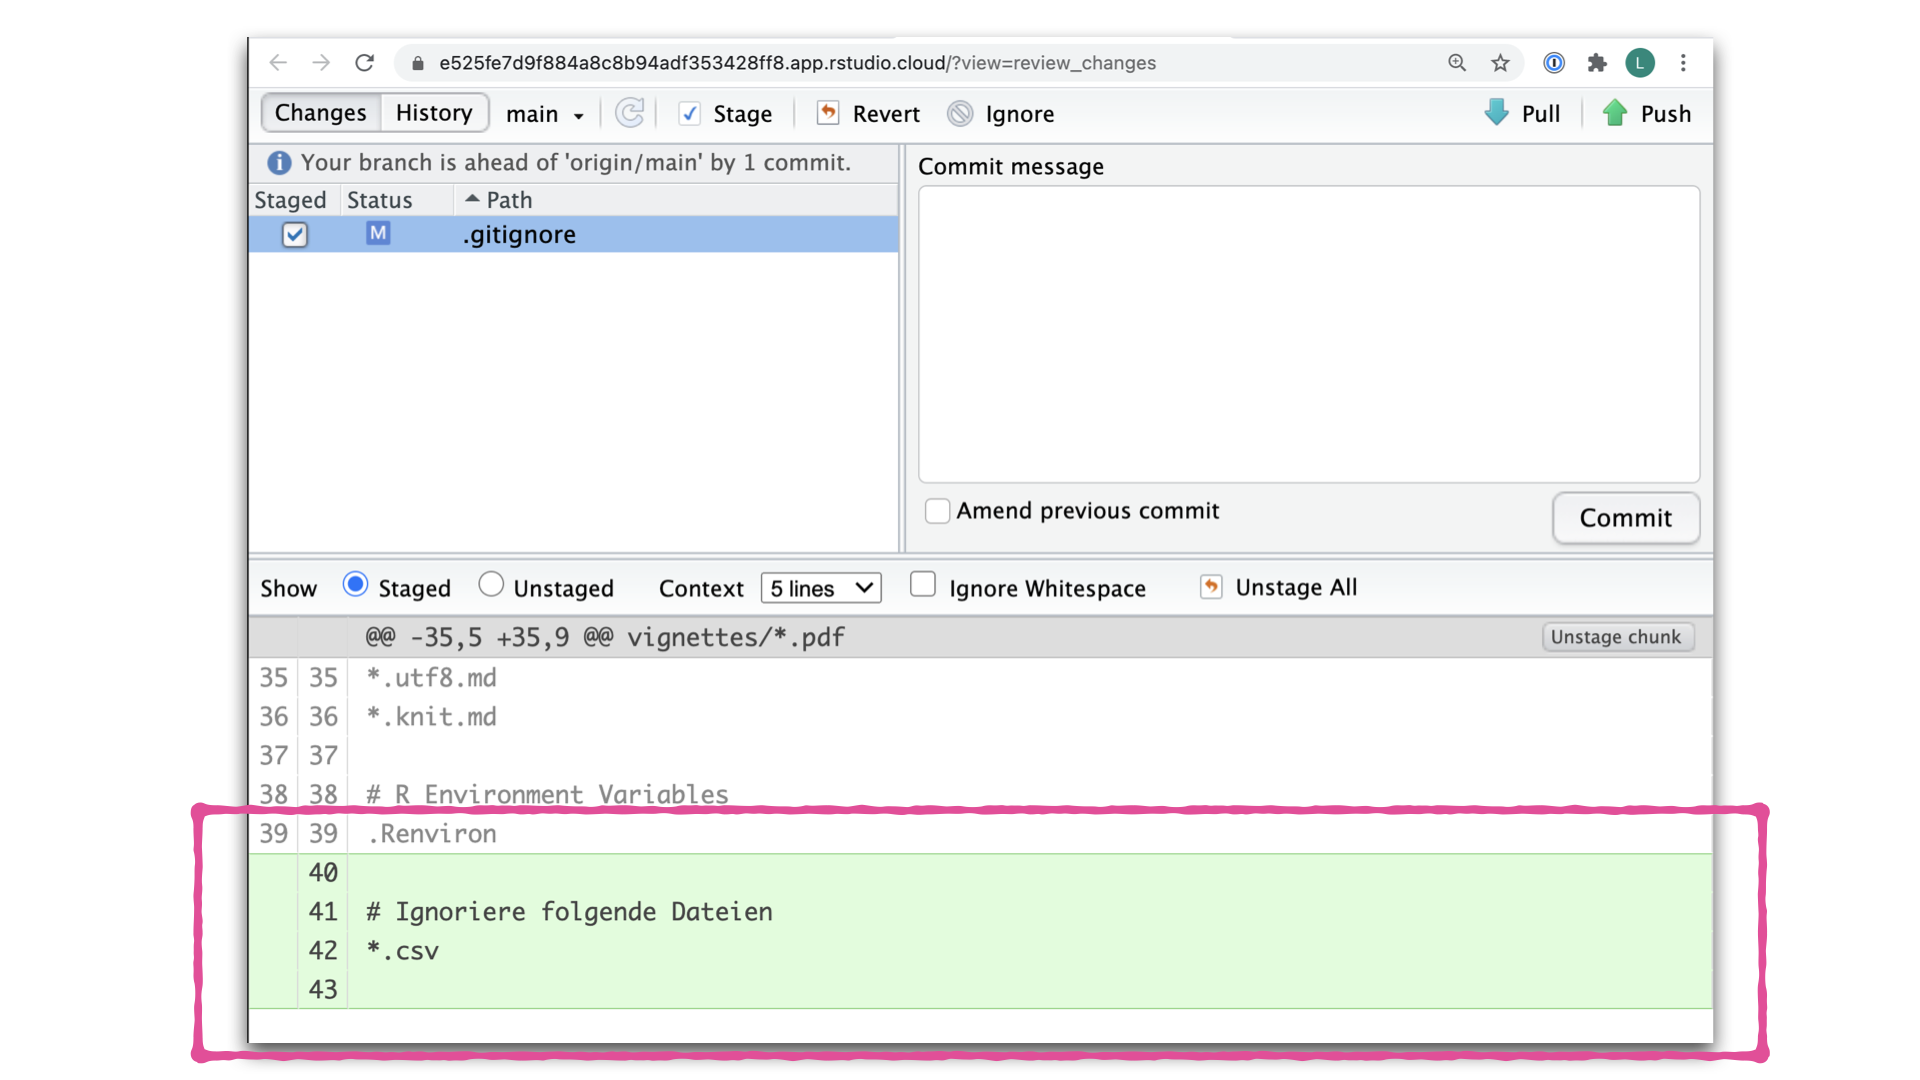 e525fe7d9f884a8c8b94adf353428ff8.app.rstudio.cloud/?view=review_changes
L
Changes History main Stage Revert Ignore Pull Push
Your branch is ahead of 'origin/main' by 1 commit.
Staged Status Path
M .gitignore
Commit message
Amend previous commit
Commit
Show Staged Unstaged Context 5 lines Ignore Whitespace Unstage All
@@ -35,5 +35,9 @@ vignettes/*.pdf Unstage chunk
35 35 *.utf8.md
36 36 *.knit.md
37 37
38 38 # R Environment Variables
39 39 .Renviron
40
41 # Ignoriere folgende Dateien
42 *.csv
43